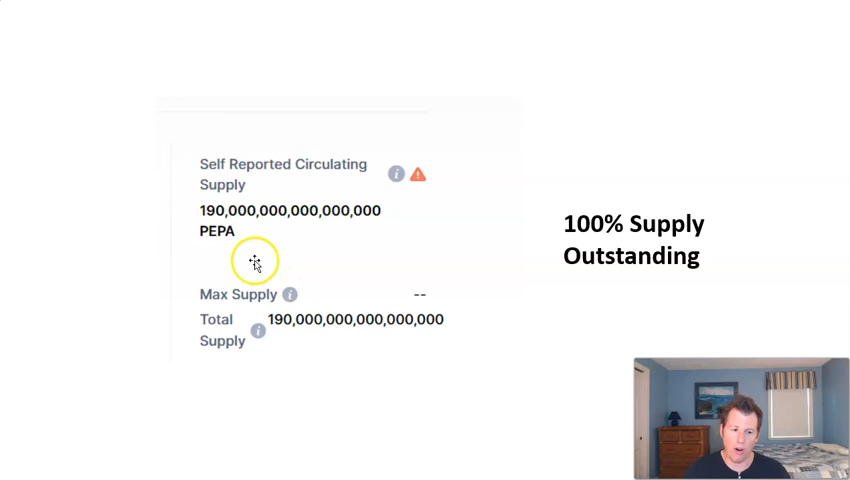 Self Reported Circulating
Supply
190,000,000,000,000,000
PEPA
Max Supply --
Total
Supply
190,000,000,000,000,000
100% Supply
Outstanding